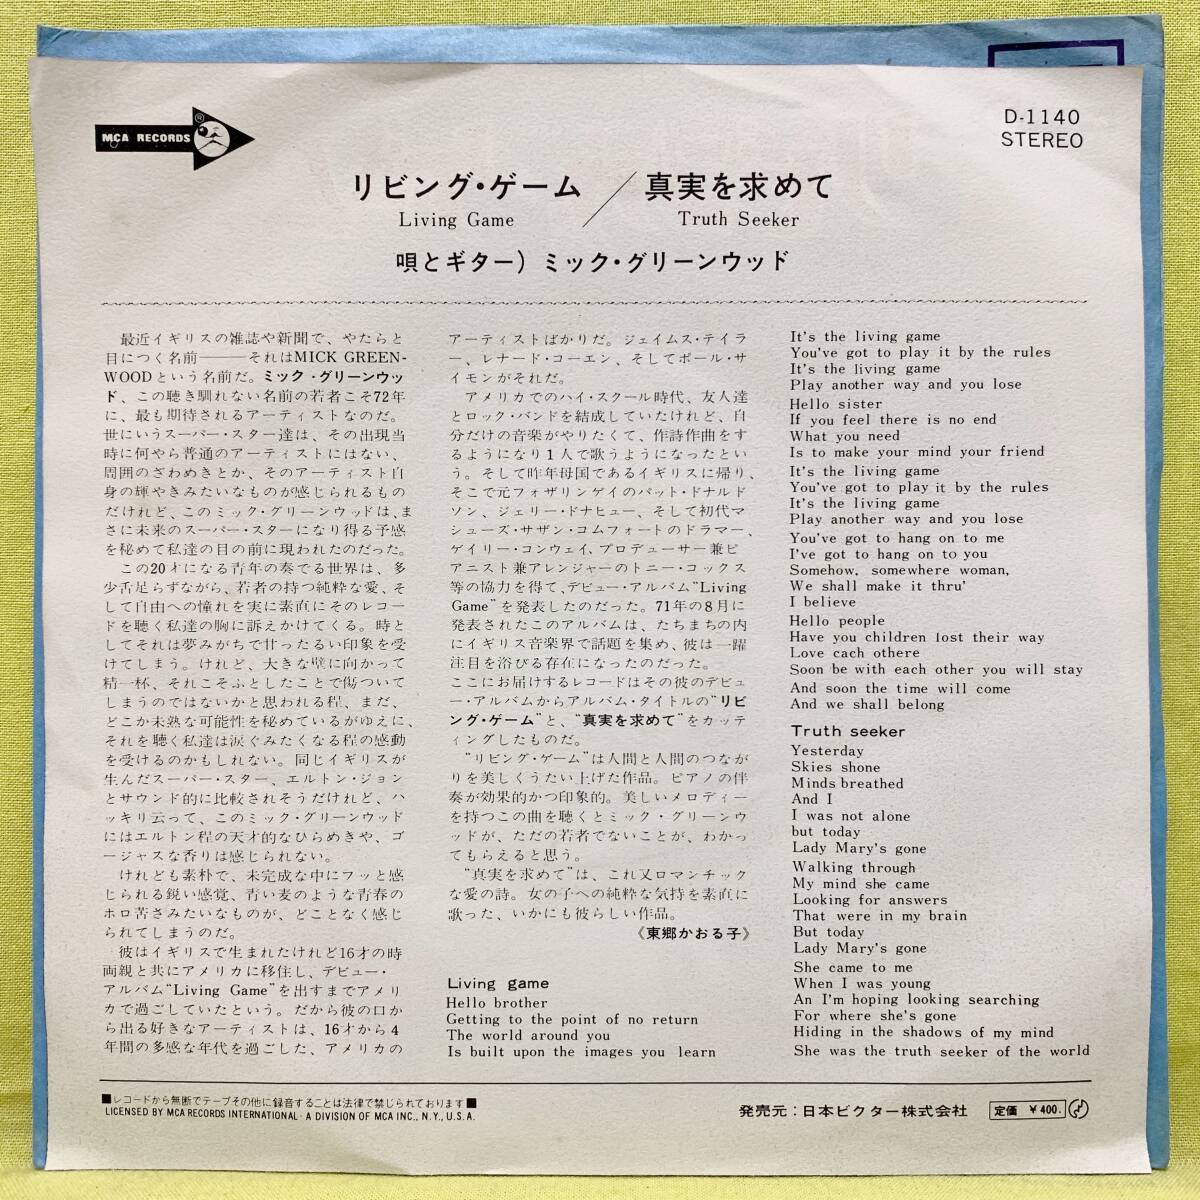 MCA RECORDS
®
D-1140
STEREO
リビング・ゲーム／真実を求めて
Living Game
Truth Seeker
唄とギター）ミック・グリーンウッド
最近イギリスの雑誌や新聞で、やたらと
目につく名前———それはMICK GREEN-
WOODという名前だ。ミック・グリーンウッ
ド、この聴き馴れない名前の若者こそ72年
に、最も期待されるアーティストなのだ。
世にいうスーパー・スター達は、その出現当
時に何やら普通のアーティストにはない、
周囲のざわめきとか、そのアーティスト自
身の輝やきみたいなものが感じられるもの
だけれど、このミック・グリーンウッドは、ま
さに未来のスーパー・スターになり得る予感
を秘めて私達の目の前に現われたのだった。
この20才になる青年の奏でる世界は、多
少舌足らずながら、若者の持つ純粋な愛、そ
して自由への憧れを実に素直にそのレコー
ドを聴く私達の胸に訴えかけてくる。時と
してそれは夢みがちで甘ったるい印象を受
けてしまう。けれど、大きな壁に向かって
精一杯、それこそふとしたことで傷ついて
しまうのではないかと思われる程、まだ、
どこか未熟な可能性を秘めているがゆえに、
それを聴く私達は涙ぐみたくなる程の感動
を受けるのかもしれない。同じイギリスが
生んだスーパー・スター、エルトン・ジョン
とサウンド的に比較されそうだけれど、ハ
ッキリ云って、このミック・グリーンウッド
にはエルトン程の天才的なひらめきや、ゴ
ージャスな香りは感じられない。
けれども素朴で、未完成な中にフッと感
じられる鋭い感覚、青い麦のような青春の
ホロ苦さみたいなものが、どことなく感じ
られてしまうのだ。
彼はイギリスで生まれたけれど16才の時
両親と共にアメリカに移住し、デビュー・
アルバム“Living Game”を出すまでアメリ
カで過ごしていたという。だから彼の口か
ら出る好きなアーティストは、16才から4
年間の多感な年代を過ごした、アメリカの
アーティストばかりだ。ジェイムス・テイラ
ー、レナード・コーエン、そしてポール・サ
イモンがそれだ。
アメリカでのハイ・スクール時代、友人達
とロック・バンドを結成していたけれど、自
分だけの音楽がやりたくて、作詩作曲をす
るようになり1人で歌うようになったとい
う。そして昨年母国であるイギリスに帰り、
そこで元フォザリンゲイのパット・ドナルド
ソン、ジェリー・ドナヒュー、そして初代マ
シューズ・サザン・コムフォートのドラマー、
ゲイリー・コンウェイ、プロデューサー兼ピ
アニスト兼アレンジャーのトニー・コックス
等の協力を得て、デビュー・アルバム“Living
Game”を発表したのだった。71年の8月に
発表されたこのアルバムは、たちまちの内
にイギリス音楽界で話題を集め、彼は一躍
注目を浴びる存在になったのだった。
ここにお届けするレコードはその彼のデビュ
ー・アルバムからアルバム・タイトルの“リビ
ング・ゲーム”と、“真実を求めて”をカッテ
ィングしたものだ。
“リビング・ゲーム”は人間と人間のつなが
りを美しくうたい上げた作品。ピアノの伴
奏が効果的かつ印象的。美しいメロディー
を持つこの曲を聴くとミック・グリーンウ
ッドが、ただの若者でないことが、わかっ
てもらえると思う。
“真実を求めて”は、これ又ロマンチック
な愛の詩。女の子への純粋な気持を素直に
歌った、いかにも彼らしい作品。
《東郷かおる子》
Living game
Hello brother
Getting to the point of no return
The world around you
Is built upon the images you learn
It's the living game
You've got to play it by the rules
It's the living game
Play another way and you lose
Hello sister
If you feel there is no end
What you need
Is to make your mind your friend
It's the living game
You've got to play it by the rules
It's the living game
Play another way and you lose
You've got to hang on to me
I've got to hang on to you
Somehow, somewhere woman,
We shall make it thru'
I believe
Hello people
Have you children lost their way
Love cach othere
Soon be with each other you will stay
And soon the time will come
And we shall belong
Truth seeker
Yesterday
Skies shone
Minds breathed
And I
I was not alone
but today
Lady Mary's gone
Walking through
My mind she came
Looking for answers
That were in my brain
But today
Lady Mary's gone
She came to me
When I was young
An I'm hoping looking searching
For where she's gone
Hiding in the shadows of my mind
She was the truth seeker of the world
■レコードから無断でテープその他に録音することは法律で禁じられております■
LICENSED BY MCA RECORDS INTERNATIONAL · A DIVISION OF MCA INC., N.Y., U.S.A.
発売元：日本ビクター株式会社
定価 ￥400.